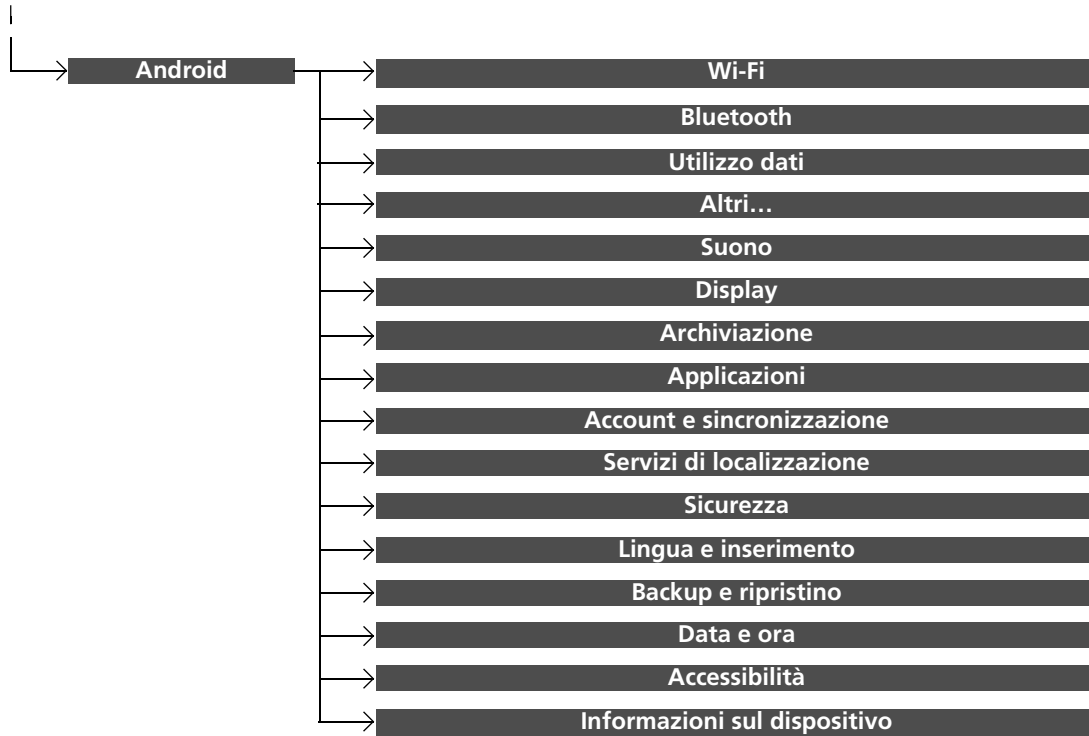 Android
Wi-Fi
Bluetooth
Utilizzo dati
Altri…
Suono
Display
Archiviazione
Applicazioni
Account e sincronizzazione
Servizi di localizzazione
Sicurezza
Lingua e inserimento
Backup e ripristino
Data e ora
Accessibilità
Informazioni sul dispositivo